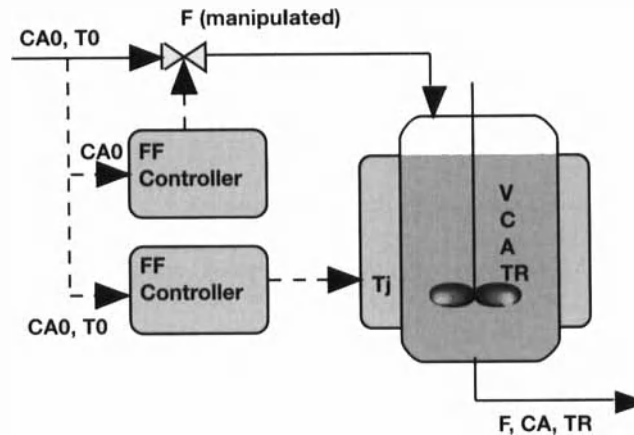 F (manipulated)
CA0, T0
CA0
FF
Controller
FF
Controller
CA0, T0
Tj
V
C
A
TR
F, CA, TR